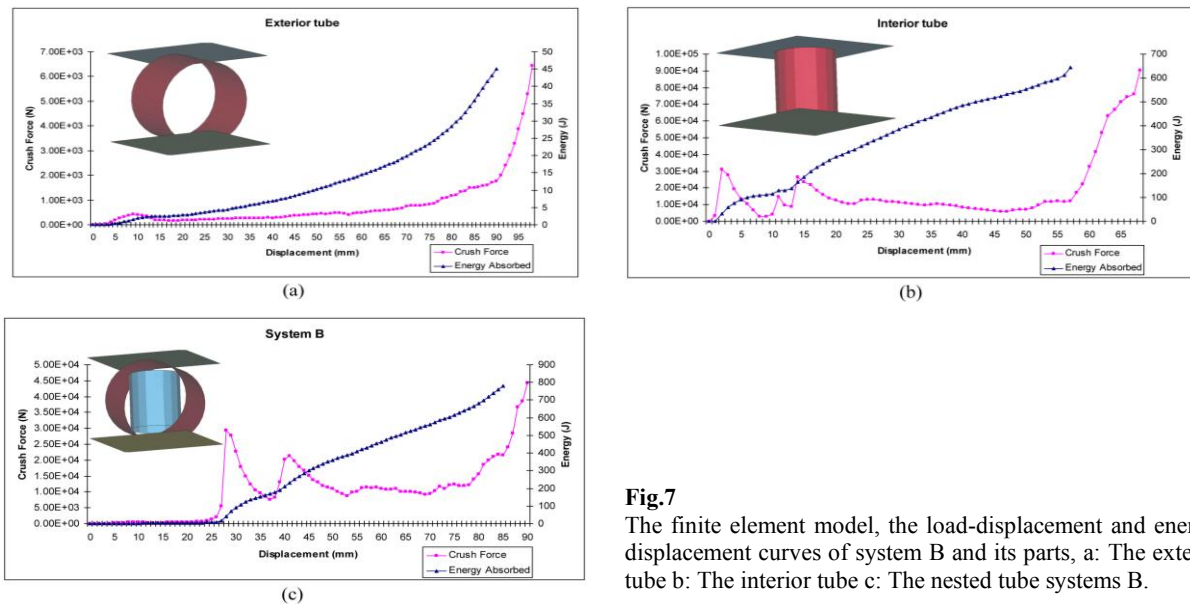 Exterior tube
7.00E+03
6.00E+03
5.00E+03
4.00E+03
3.00E+03
2.00E+03
1.00E+03
0.00E+00
Crush Force (N)
50
45
40
35
30
25
20
15
10
5
0
Energy (J)
0 5 10 15 20 25 30 35 40 45 50 55 60 65 70 75 80 85 90 95
Displacement (mm)
Crush Force
Energy Absorbed
(a)
Interior tube
1.00E+05
9.00E+04
8.00E+04
7.00E+04
6.00E+04
5.00E+04
4.00E+04
3.00E+04
2.00E+04
1.00E+04
0.00E+00
Crush Force (N)
700
600
500
400
300
200
100
0
Energy (J)
0 5 10 15 20 25 30 35 40 45 50 55 60 65
Displacement (mm)
Crush Force
Energy Absorbed
(b)
System B
5.00E+04
4.50E+04
4.00E+04
3.50E+04
3.00E+04
2.50E+04
2.00E+04
1.50E+04
1.00E+04
5.00E+03
0.00E+00
Crush Force (N)
900
800
700
600
500
400
300
200
100
0
Energy (J)
0 5 10 16 21 26 31 36 41 46 51 56 61 66 70 75 80 85 90
Displacement (mm)
Crush Force
Energy Absorbed
(c)
Fig.7
The finite element model, the load-displacement and ener
displacement curves of system B and its parts, a: The exte
tube b: The interior tube c: The nested tube systems B.